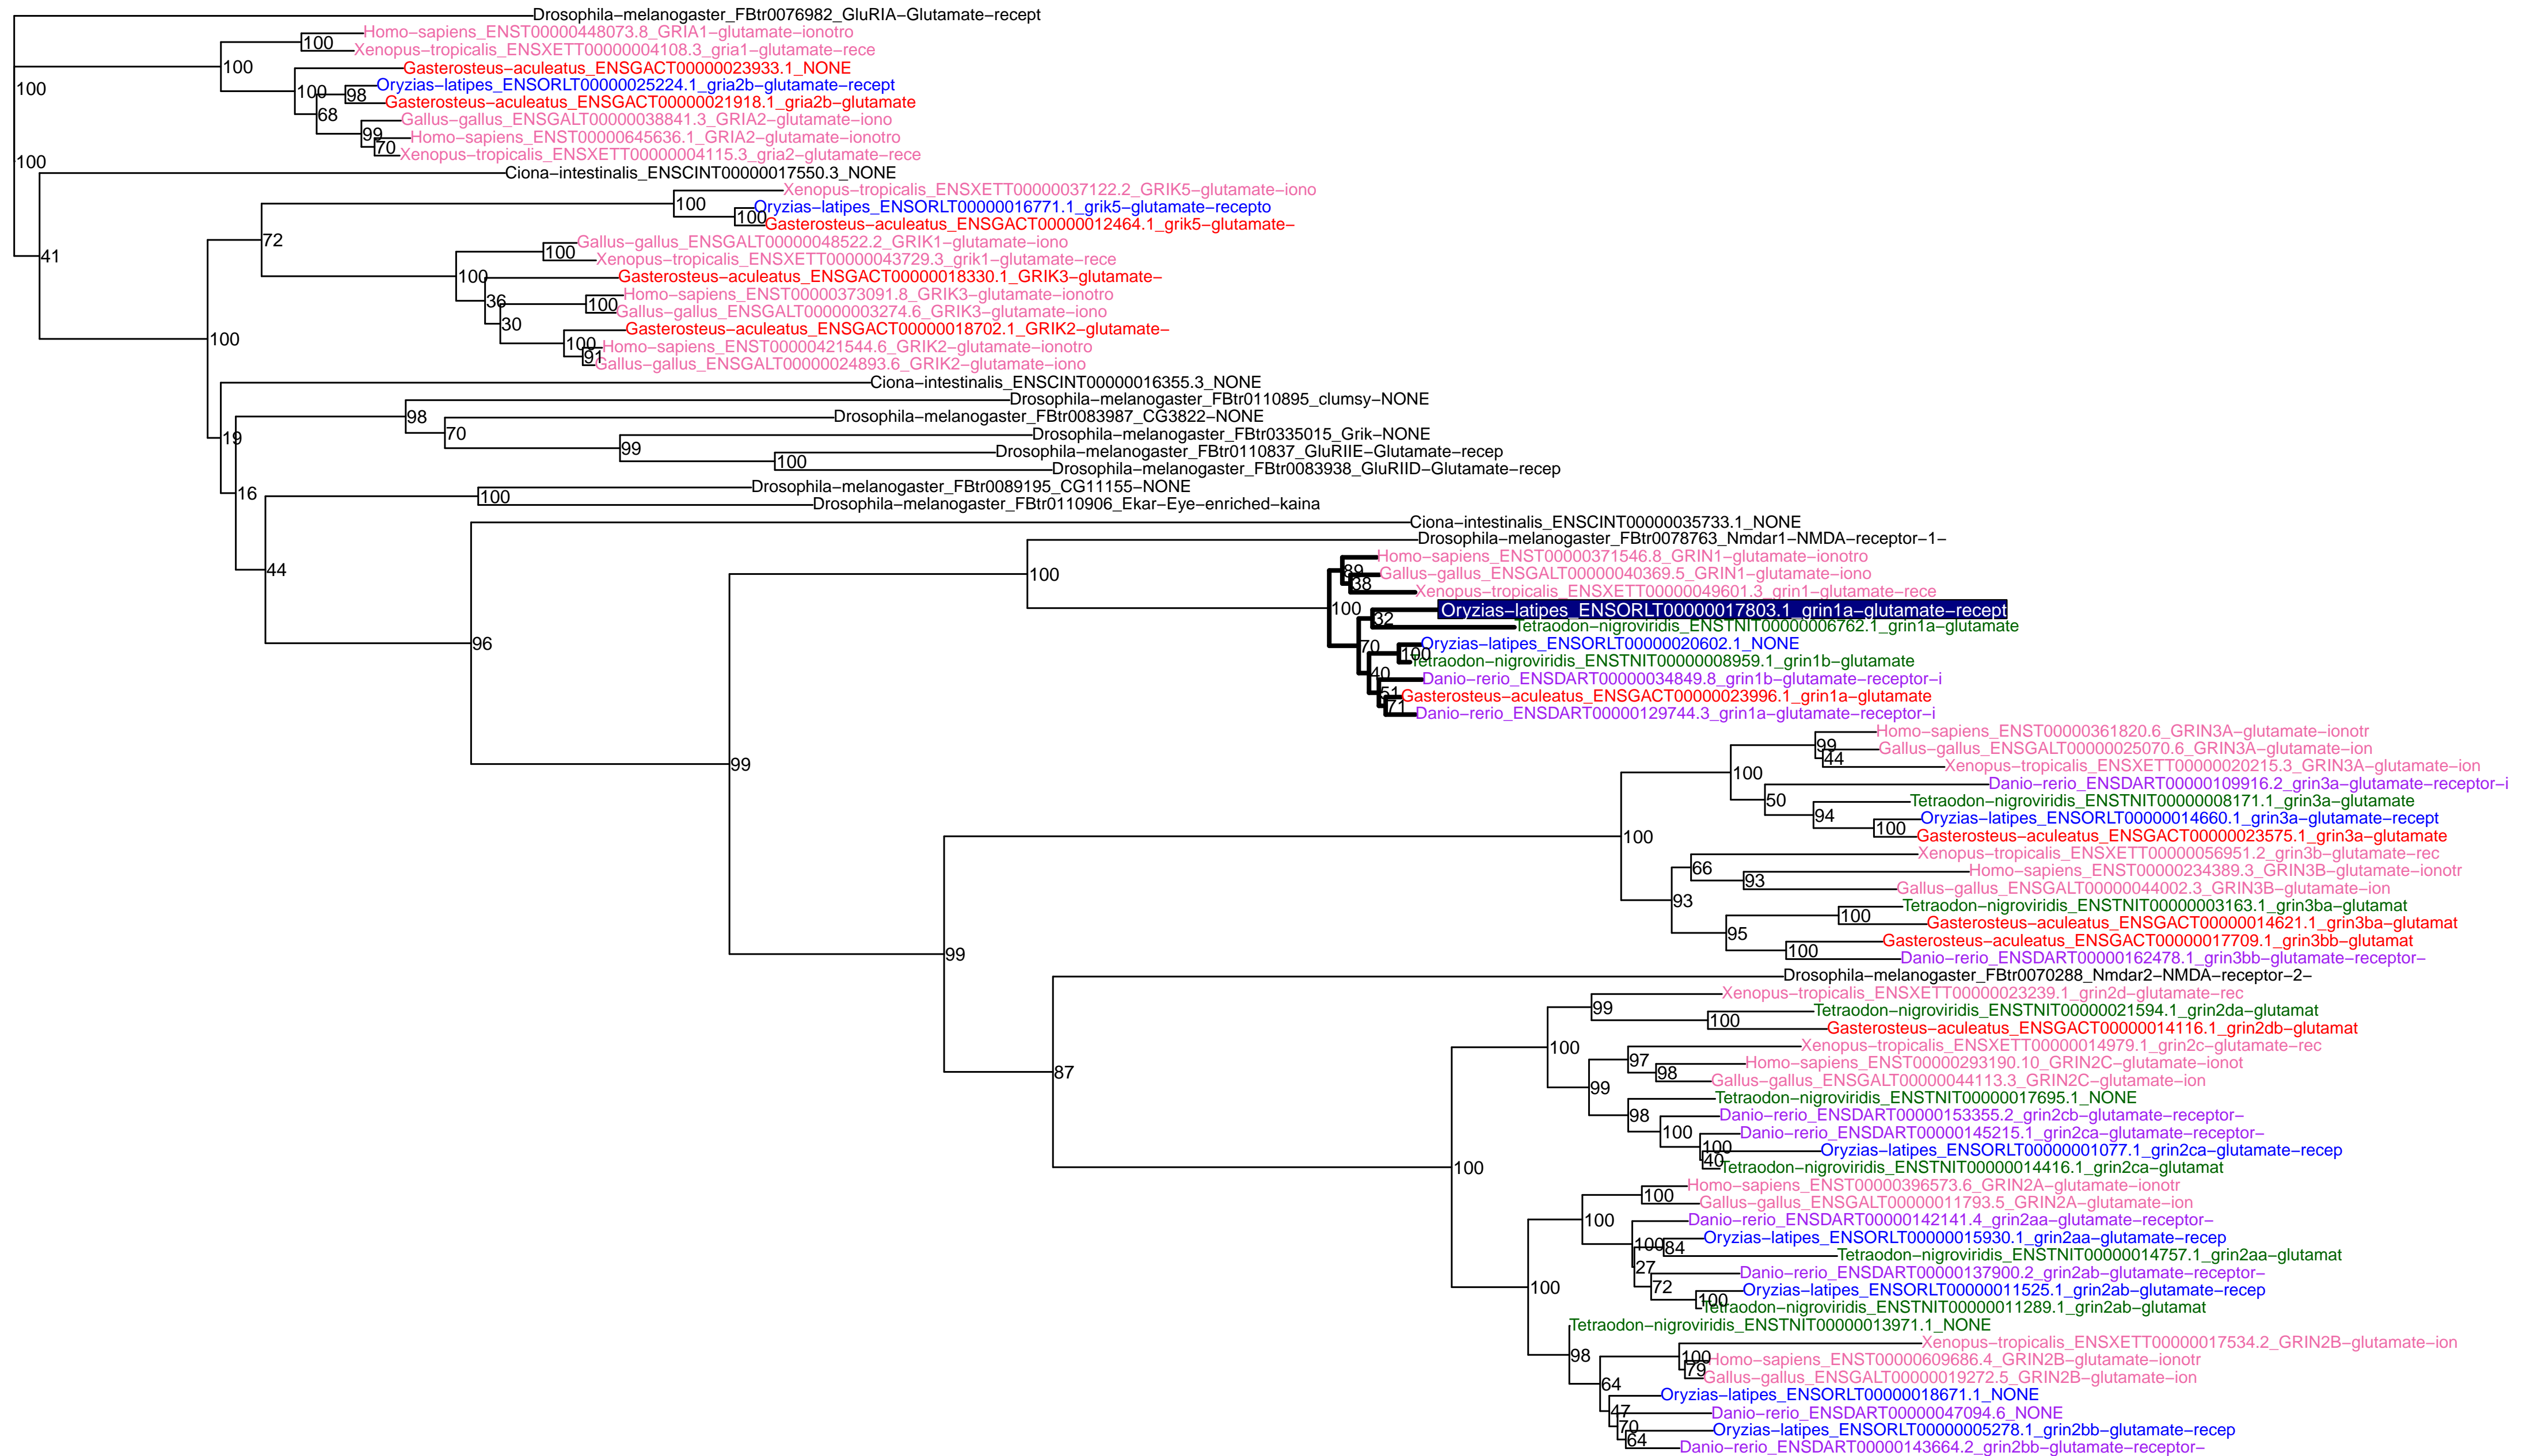 Drosophila−melanogaster_FBtr0076982_GluRIA−Glutamate−recept
Homo−sapiens_ENST00000448073.8_GRIA1−glutamate−ionotro
100
Xenopus−tropicalis_ENSXETT00000004108.3_gria1−glutamate−rece
100
Gasterosteus−aculeatus_ENSGACT00000023933.1_NONE
100
Oryzias−latipes_ENSORLT00000025224.1_gria2b−glutamate−recept
100
98
Gasterosteus−aculeatus_ENSGACT00000021918.1_gria2b−glutamate
68
Gallus−gallus_ENSGALT00000038841.3_GRIA2−glutamate−iono
99
Homo−sapiens_ENST00000645636.1_GRIA2−glutamate−ionotro
70
Xenopus−tropicalis_ENSXETT00000004115.3_gria2−glutamate−rece
100
Ciona−intestinalis_ENSCINT00000017550.3_NONE
Xenopus−tropicalis_ENSXETT00000037122.2_GRIK5−glutamate−iono
100
Oryzias−latipes_ENSORLT00000016771.1_grik5−glutamate−recepto
100
Gasterosteus−aculeatus_ENSGACT00000012464.1_grik5−glutamate−
72
Gallus−gallus_ENSGALT00000048522.2_GRIK1−glutamate−iono
100
41
Xenopus−tropicalis_ENSXETT00000043729.3_grik1−glutamate−rece
100
Gasterosteus−aculeatus_ENSGACT00000018330.1_GRIK3−glutamate−
36
Homo−sapiens_ENST00000373091.8_GRIK3−glutamate−ionotro
100
Gallus−gallus_ENSGALT00000003274.6_GRIK3−glutamate−iono
30
Gasterosteus−aculeatus_ENSGACT00000018702.1_GRIK2−glutamate−
100
100
Homo−sapiens_ENST00000421544.6_GRIK2−glutamate−ionotro
91
Gallus−gallus_ENSGALT00000024893.6_GRIK2−glutamate−iono
Ciona−intestinalis_ENSCINT00000016355.3_NONE
Drosophila−melanogaster_FBtr0110895_clumsy−NONE
98
Drosophila−melanogaster_FBtr0083987_CG3822−NONE
70
19
Drosophila−melanogaster_FBtr0335015_Grik−NONE
99
Drosophila−melanogaster_FBtr0110837_GluRIIE−Glutamate−recep
100
Drosophila−melanogaster_FBtr0083938_GluRIID−Glutamate−recep
16
Drosophila−melanogaster_FBtr0089195_CG11155−NONE
100
Drosophila−melanogaster_FBtr0110906_Ekar−Eye−enriched−kaina
Ciona−intestinalis_ENSCINT00000035733.1_NONE
Drosophila−melanogaster_FBtr0078763_Nmdar1−NMDA−receptor−1−
44
Homo−sapiens_ENST00000371546.8_GRIN1−glutamate−ionotro
100
89
Gallus−gallus_ENSGALT00000040369.5_GRIN1−glutamate−iono
38
Xenopus−tropicalis_ENSXETT00000049601.3_grin1−glutamate−rece
100
Oryzias−latipes_ENSORLT00000017803.1_grin1a−glutamate−recept
32
Tetraodon−nigroviridis_ENSTNIT00000006762.1_grin1a−glutamate
96
70
Oryzias−latipes_ENSORLT00000020602.1_NONE
100
Tetraodon−nigroviridis_ENSTNIT00000008959.1_grin1b−glutamate
40
Danio−rerio_ENSDART00000034849.8_grin1b−glutamate−receptor−i
51
Gasterosteus−aculeatus_ENSGACT00000023996.1_grin1a−glutamate
71
Danio−rerio_ENSDART00000129744.3_grin1a−glutamate−receptor−i
Homo−sapiens_ENST00000361820.6_GRIN3A−glutamate−ionotr
99
Gallus−gallus_ENSGALT00000025070.6_GRIN3A−glutamate−ion
44
Xenopus−tropicalis_ENSXETT00000020215.3_GRIN3A−glutamate−ion
99
100
Danio−rerio_ENSDART00000109916.2_grin3a−glutamate−receptor−i
50
Tetraodon−nigroviridis_ENSTNIT00000008171.1_grin3a−glutamate
94
Oryzias−latipes_ENSORLT00000014660.1_grin3a−glutamate−recept
100
Gasterosteus−aculeatus_ENSGACT00000023575.1_grin3a−glutamate
100
Xenopus−tropicalis_ENSXETT00000056951.2_grin3b−glutamate−rec
66
Homo−sapiens_ENST00000234389.3_GRIN3B−glutamate−ionotr
93
Gallus−gallus_ENSGALT00000044002.3_GRIN3B−glutamate−ion
93
Tetraodon−nigroviridis_ENSTNIT00000003163.1_grin3ba−glutamat
100
Gasterosteus−aculeatus_ENSGACT00000014621.1_grin3ba−glutamat
95
Gasterosteus−aculeatus_ENSGACT00000017709.1_grin3bb−glutamat
100
99
Danio−rerio_ENSDART00000162478.1_grin3bb−glutamate−receptor−
Drosophila−melanogaster_FBtr0070288_Nmdar2−NMDA−receptor−2−
Xenopus−tropicalis_ENSXETT00000023239.1_grin2d−glutamate−rec
99
Tetraodon−nigroviridis_ENSTNIT00000021594.1_grin2da−glutamat
100
Gasterosteus−aculeatus_ENSGACT00000014116.1_grin2db−glutamat
100
Xenopus−tropicalis_ENSXETT00000014979.1_grin2c−glutamate−rec
97
Homo−sapiens_ENST00000293190.10_GRIN2C−glutamate−ionot
87
98
Gallus−gallus_ENSGALT00000044113.3_GRIN2C−glutamate−ion
99
Tetraodon−nigroviridis_ENSTNIT00000017695.1_NONE
98
Danio−rerio_ENSDART00000153355.2_grin2cb−glutamate−receptor−
100
Danio−rerio_ENSDART00000145215.1_grin2ca−glutamate−receptor−
100
Oryzias−latipes_ENSORLT00000001077.1_grin2ca−glutamate−recep
40
Tetraodon−nigroviridis_ENSTNIT00000014416.1_grin2ca−glutamat
100
Homo−sapiens_ENST00000396573.6_GRIN2A−glutamate−ionotr
100
Gallus−gallus_ENSGALT00000011793.5_GRIN2A−glutamate−ion
100
Danio−rerio_ENSDART00000142141.4_grin2aa−glutamate−receptor−
Oryzias−latipes_ENSORLT00000015930.1_grin2aa−glutamate−recep
100
84
Tetraodon−nigroviridis_ENSTNIT00000014757.1_grin2aa−glutamat
27
Danio−rerio_ENSDART00000137900.2_grin2ab−glutamate−receptor−
72
100
Oryzias−latipes_ENSORLT00000011525.1_grin2ab−glutamate−recep
100
Tetraodon−nigroviridis_ENSTNIT00000011289.1_grin2ab−glutamat
Tetraodon−nigroviridis_ENSTNIT00000013971.1_NONE
Xenopus−tropicalis_ENSXETT00000017534.2_GRIN2B−glutamate−ion
98
100
Homo−sapiens_ENST00000609686.4_GRIN2B−glutamate−ionotr
79
Gallus−gallus_ENSGALT00000019272.5_GRIN2B−glutamate−ion
64
Oryzias−latipes_ENSORLT00000018671.1_NONE
47
Danio−rerio_ENSDART00000047094.6_NONE
70
Oryzias−latipes_ENSORLT00000005278.1_grin2bb−glutamate−recep
64
Danio−rerio_ENSDART00000143664.2_grin2bb−glutamate−receptor−